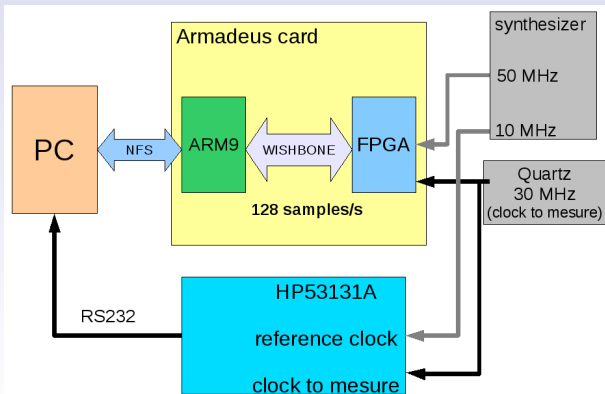 Armadeus card
synthesizer
50 MHz
10 MHz
PC
NFS
ARM9
WISHBONE
FPGA
128 samples/s
Quartz
30 MHz
(clock to mesure)
HP53131A
RS232
reference clock
clock to mesure